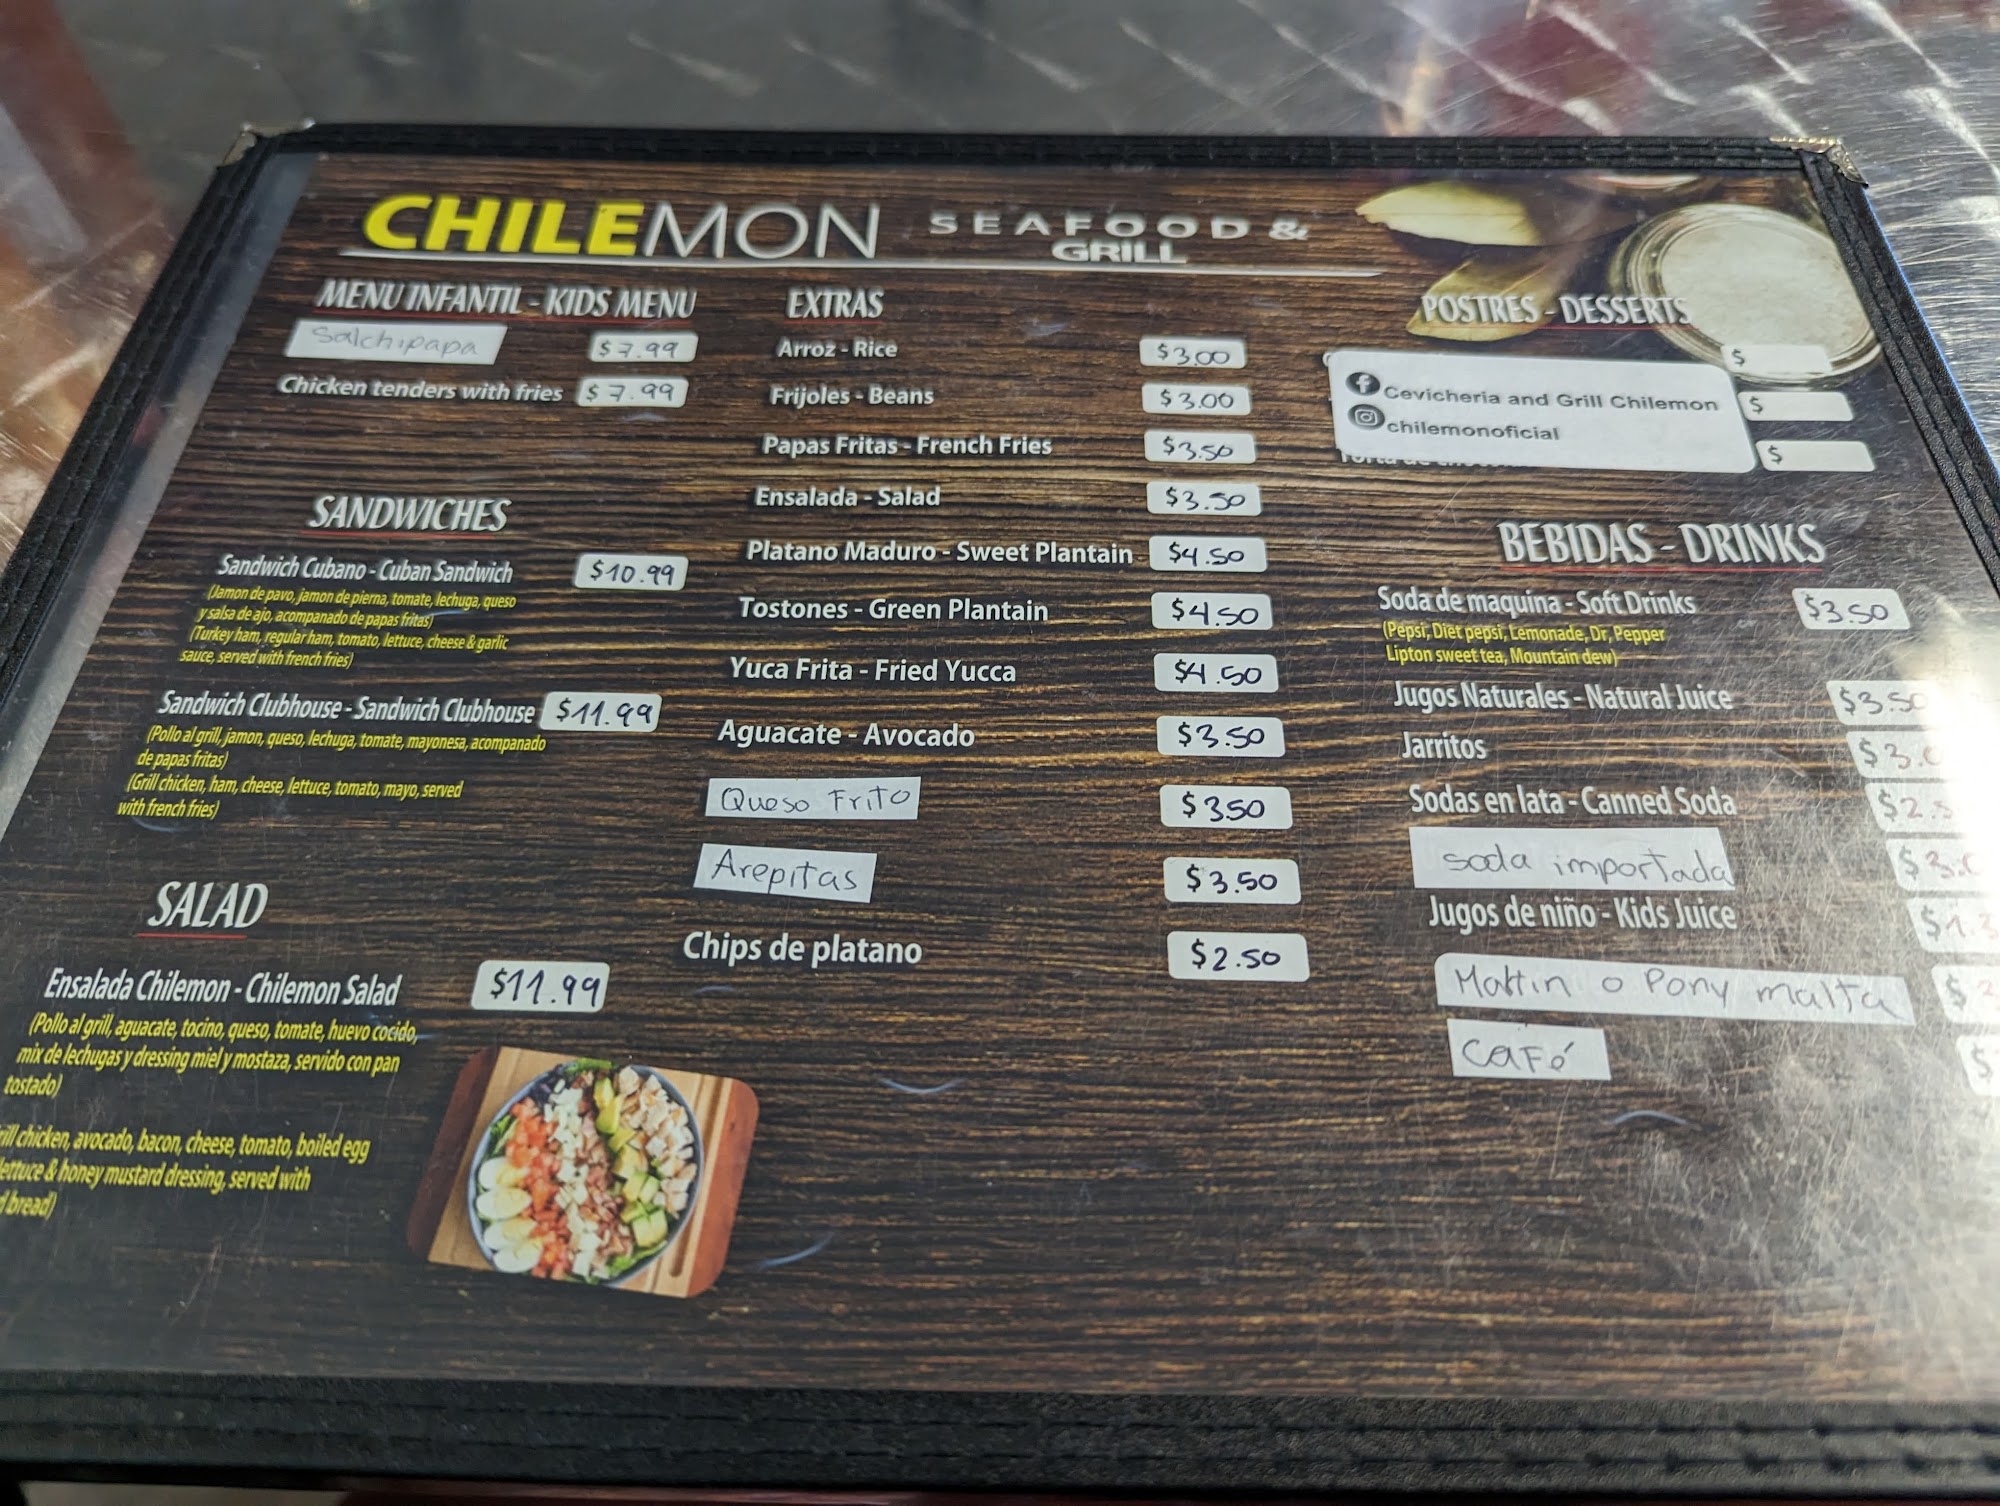 CHILEMON SEAFOOD &
GRILL
MENU INFANTIL - KIDS MENU
Salchipapa $7.99
Chicken tenders with fries $7.99
SANDWICHES
Sandwich Cubano - Cuban Sandwich $10.99
(Jamon de pavo, jamon de pierna, tomate, lechuga, queso
y salsa de ajo, acompanado de papas fritas)
(Turkey ham, regular ham, tomato, lettuce, cheese & garlic
sauce, served with french fries)
Sandwich Clubhouse - Sandwich Clubhouse $11.99
(Pollo al grill, jamon, queso, lechuga, tomate, mayonesa, acompanado
de papas fritas)
(Grill chicken, ham, cheese, lettuce, tomato, mayo, served
with french fries)
SALAD
Ensalada Chilemon - Chilemon Salad $11.99
(Pollo al grill, aguacate, tocino, queso, tomate, huevo cocido,
mix de lechugas y dressing miel y mostaza, servido con pan
tostado)
chicken, avocado, bacon, cheese, tomato, boiled egg
lettuce & honey mustard dressing, served with
bread)
EXTRAS
Arroz - Rice $3.00
Frijoles - Beans $3.00
Papas Fritas - French Fries $3.50
Ensalada - Salad $3.50
Platano Maduro - Sweet Plantain $4.50
Tostones - Green Plantain $4.50
Yuca Frita - Fried Yucca $4.50
Aguacate - Avocado $3.50
Queso Frito $3.50
Arepitas $3.50
Chips de platano $2.50
POSTRES - DESSERTS
$
Cevicheria and Grill Chilemon $
chilemonoficial
$
BEBIDAS - DRINKS
Soda de maquina - Soft Drinks $3.50
(Pepsi, Diet pepsi, Lemonade, Dr, Pepper
Lipton sweet tea, Mountain dew)
Jugos Naturales - Natural Juice $3.50
Jarritos
Sodas en lata - Canned Soda
soda importada
Jugos de niño - Kids Juice
o Pony malta
Café